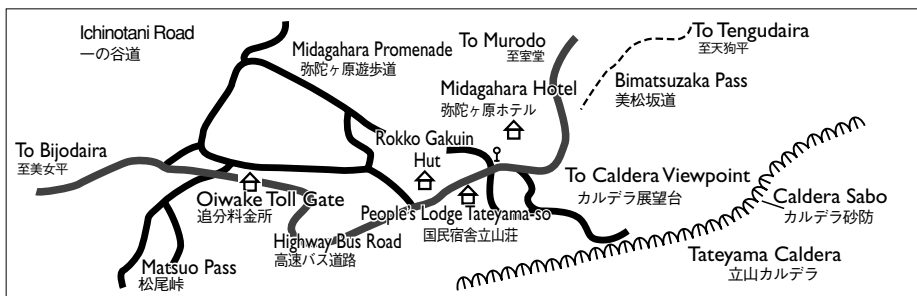 Ichinotani Road
一の谷道
Midagahara Promenade
弥陀ヶ原遊歩道
To Murodo
至室堂
To Tengudaira
至天狗平
Midagahara Hotel
弥陀ヶ原ホテル
Bimatsuzaka Pass
美松坂道
To Bijodaira
至美女平
Rokko Gakuin
Hut
To Caldera Viewpoint
カルデラ展望台
Oiwake Toll Gate
追分料金所
People's Lodge Tateyama-so
国民宿舎立山荘
Caldera Sabo
カルデラ砂防
Highway Bus Road
高速バス道路
Matsuo Pass
松尾峠
Tateyama Caldera
立山カルデラ